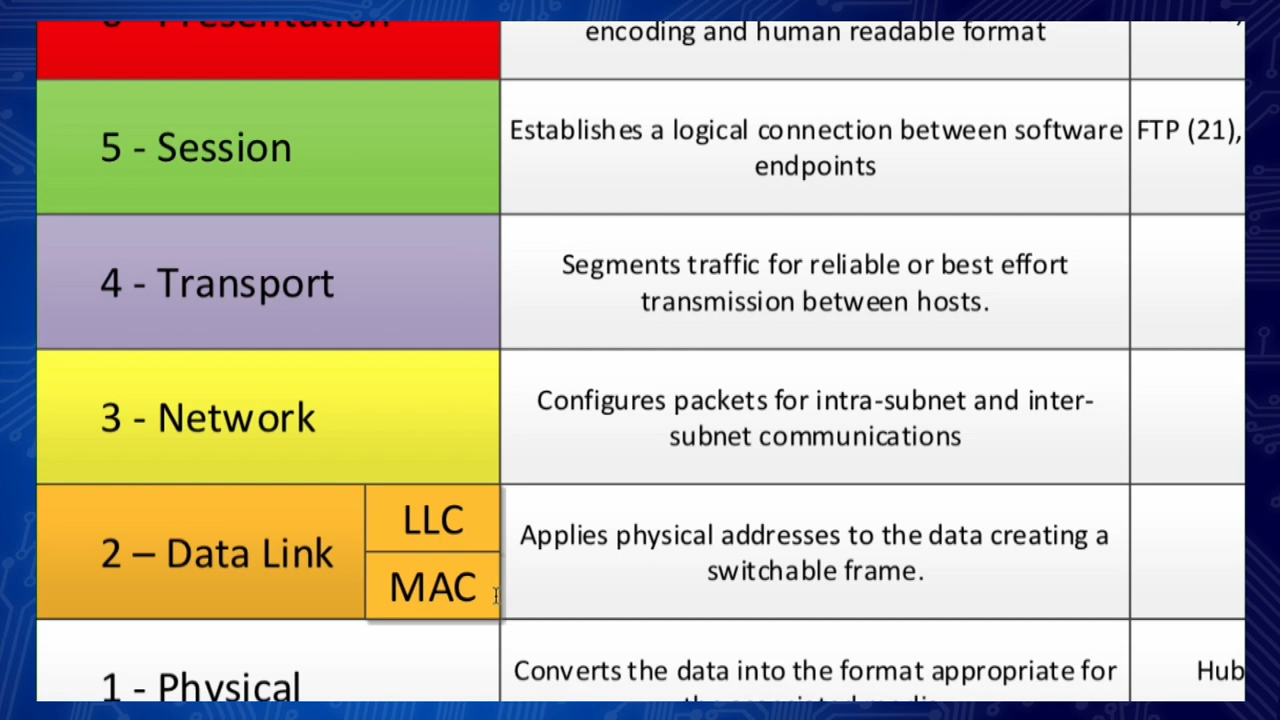 6 - Presentation
encoding and human readable format
5 - Session
Establishes a logical connection between software
endpoints
FTP (21),
4 - Transport
Segments traffic for reliable or best effort
transmission between hosts.
3 - Network
Configures packets for intra-subnet and inter-
subnet communications
2 – Data Link
LLC
MAC
Applies physical addresses to the data creating a
switchable frame.
1 - Physical
Converts the data into the format appropriate for
Hub